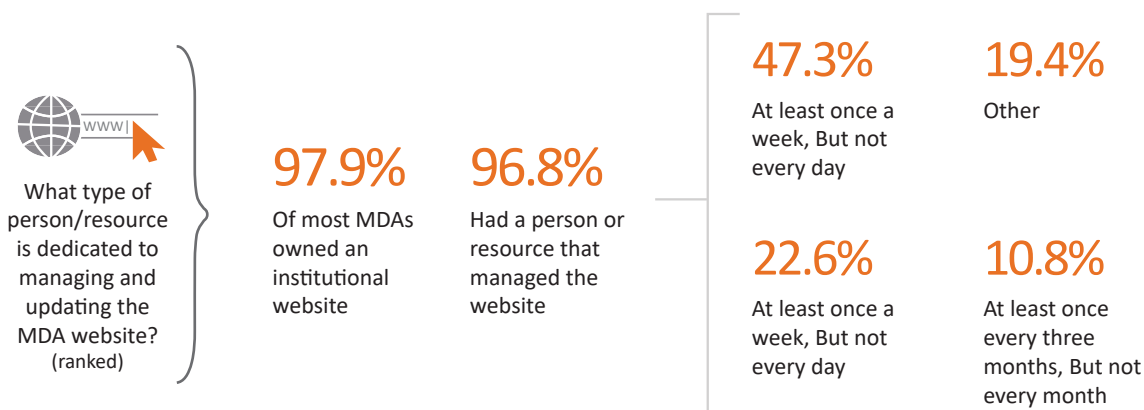 www
What type of
person/resource
is dedicated to
managing and
updating the
MDA website?
(ranked)
97.9%
Of most MDAs
owned an
institutional
website
96.8%
Had a person or
resource that
managed the
website
47.3%
At least once a
week, But not
every day
19.4%
Other
22.6%
At least once a
week, But not
every day
10.8%
At least once
every three
months, But not
every month